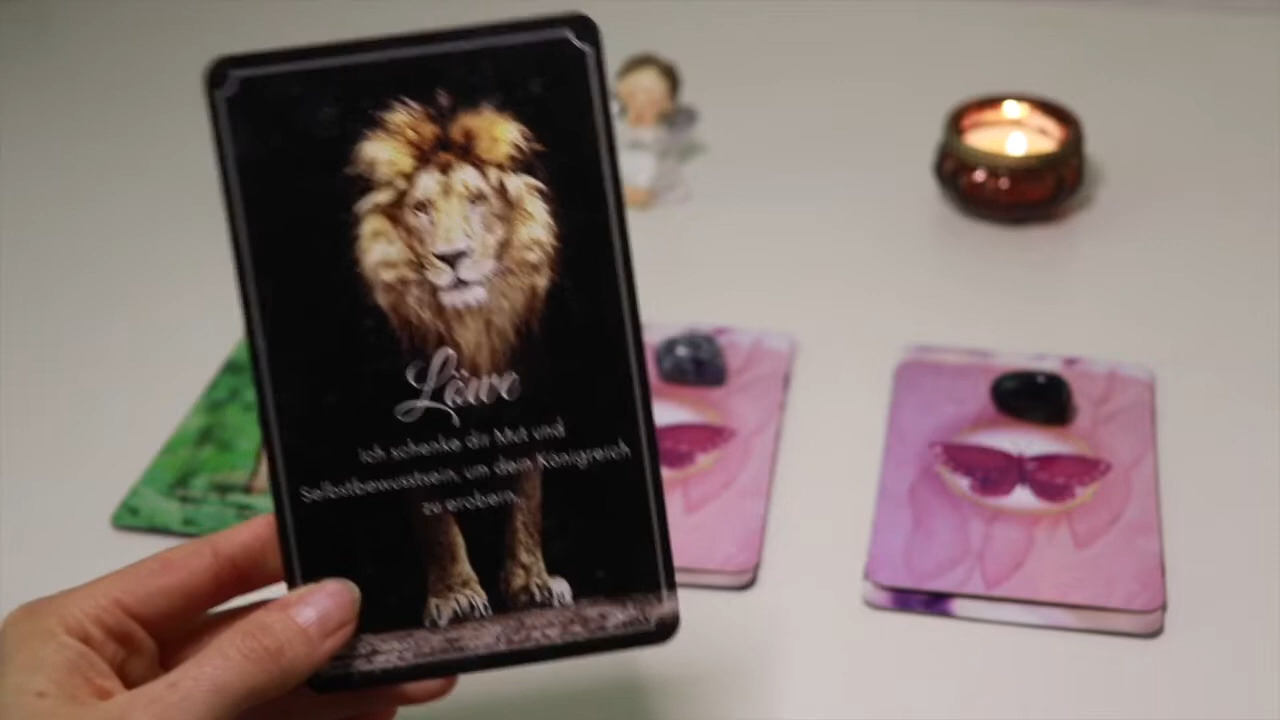 Löwe
Ich schenke dir Mut und
Selbstbewusstsein, um dein Königreich
zu erobern.